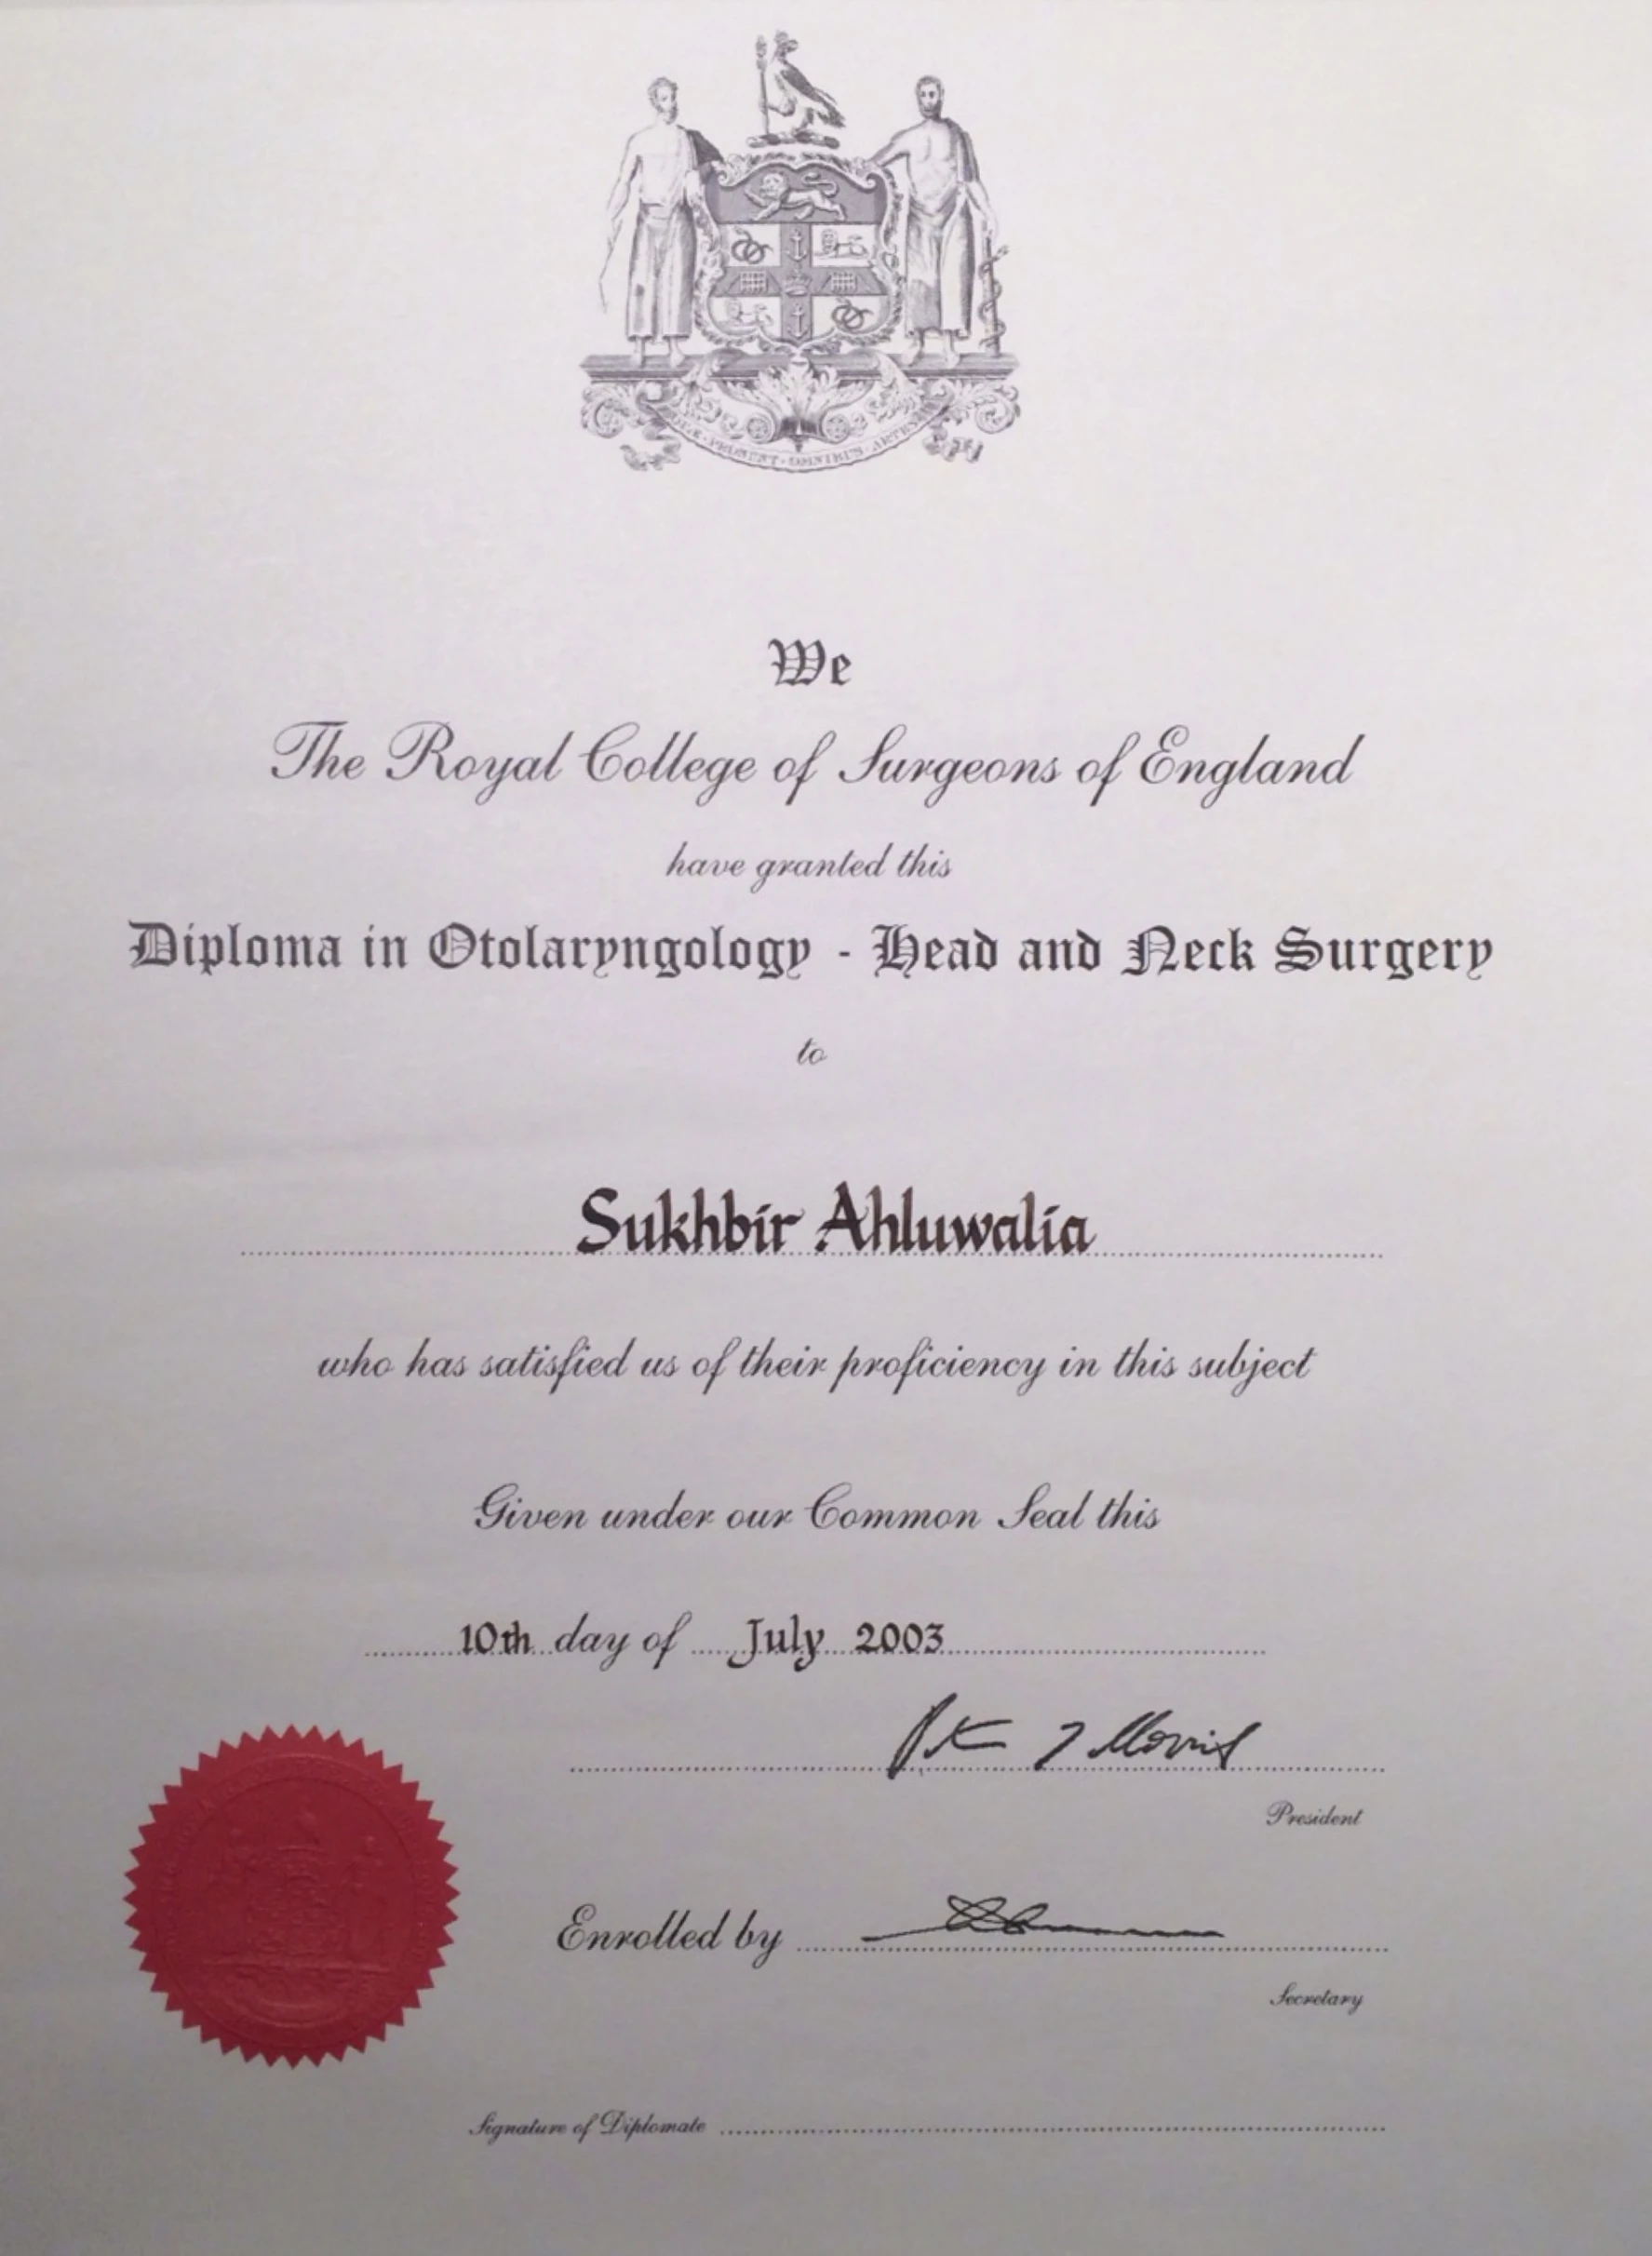 We
The Royal College of Surgeons of England
have granted this
Diploma in Otolaryngology - Head and Neck Surgery
to
Sukhbir Ahluwalia
who has satisfied us of their proficiency in this subject
Given under our Common Seal this
10th day of July 2003
President
Enrolled by
Secretary
Signature of Diplomate